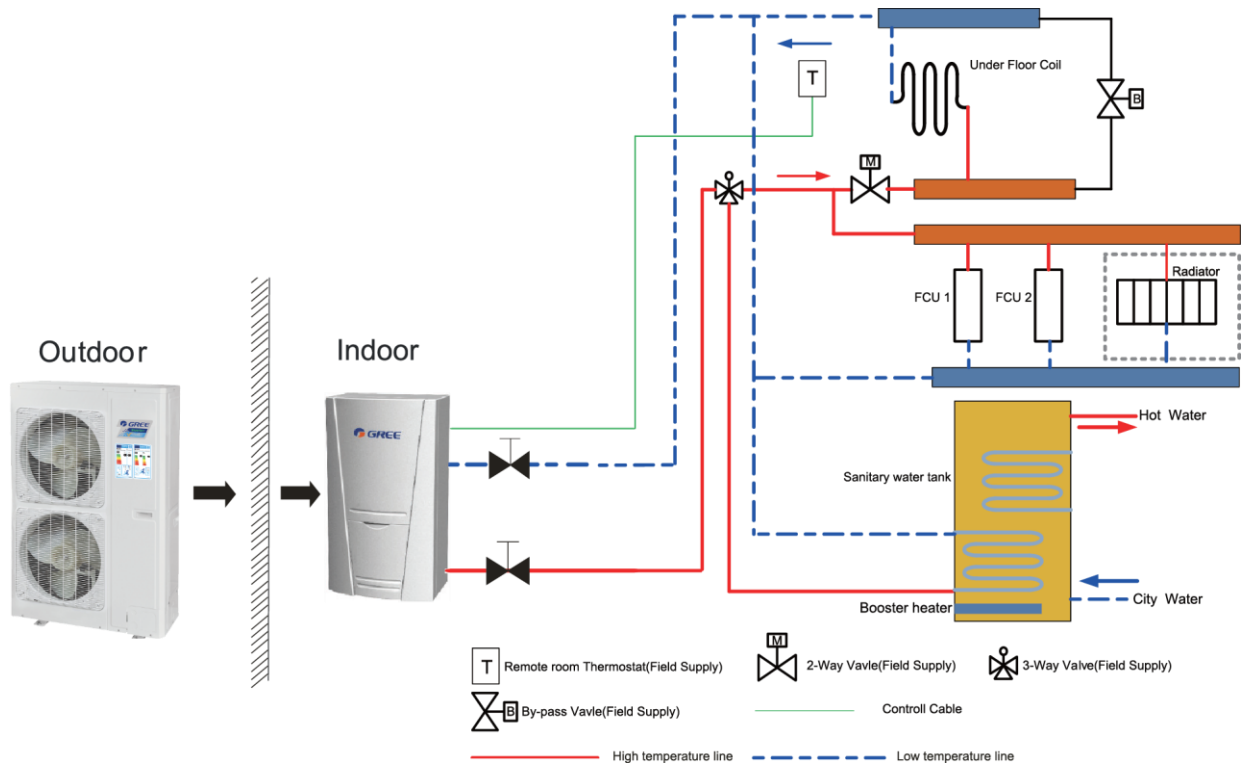 Under Floor Coil
T
B
M
Radiator
FCU 1
FCU 2
Outdoor
Indoor
GREE
GREE
Hot Water
Sanitary water tank
Booster heater
City Water
T
Remote room Thermostat(Field Supply)
M
2-Way Vavle(Field Supply)
3-Way Valve(Field Supply)
B
By-pass Vavle(Field Supply)
Controll Cable
High temperature line
Low temperature line